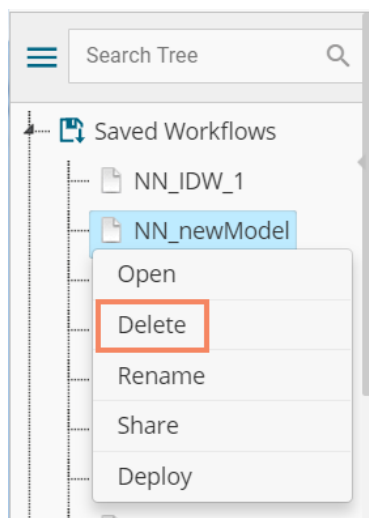 Search Tree
Saved Workflows
NN_IDW_1
NN_newModel
Open
Delete
Rename
Share
Deploy